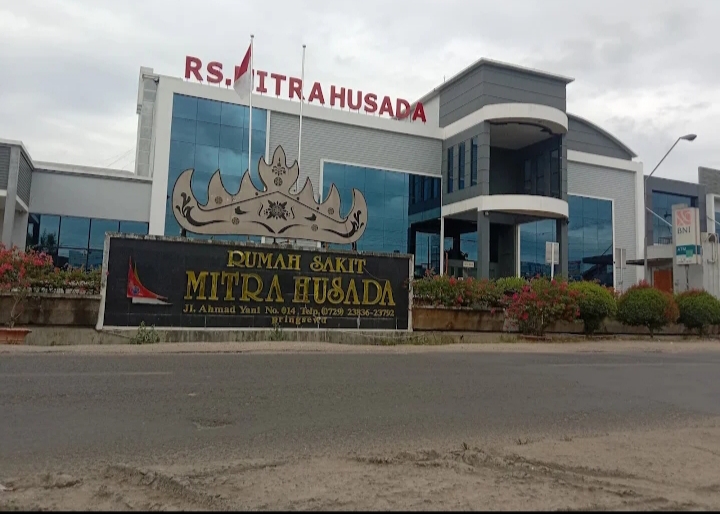 RS.MITRA HUSADA
RUMAH SAKIT
MITRA HUSADA
Jl. Ahmad Yani No. 014 Telp. (0729) 23836-23792
pringsewu
BNI